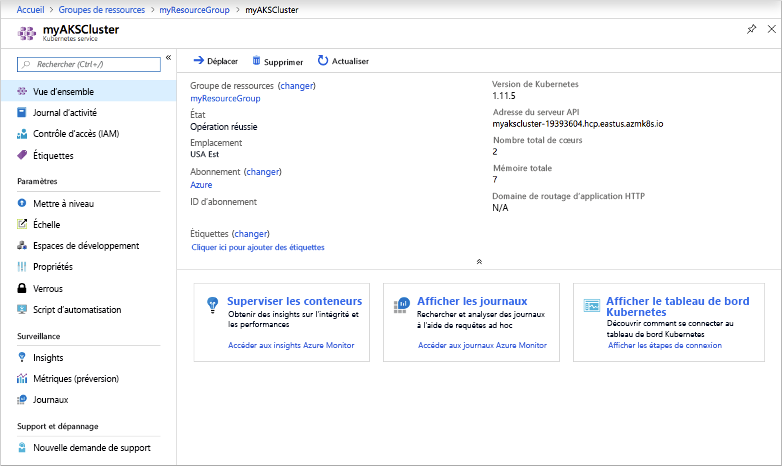 Accueil > Groupes de ressources > myResourceGroup > myAKSCluster
myAKSCluster
Kubernetes service
Rechercher (Ctrl+/)
«
Vue d'ensemble
Journal d'activité
Contrôle d'accès (IAM)
Étiquettes
Paramètres
Mettre à niveau
Échelle
Espaces de développement
Propriétés
Verrous
Script d'automatisation
Surveillance
Insights
Métriques (préversion)
Journaux
Support et dépannage
Nouvelle demande de support
Déplacer Supprimer Actualiser
Groupe de ressources (changer)
myResourceGroup
État
Opération réussie
Emplacement
USA Est
Abonnement (changer)
Azure
ID d'abonnement
Étiquettes (changer)
Cliquer ici pour ajouter des étiquettes
Version de Kubernetes
1.11.5
Adresse du serveur API
myakscluster-19393604.hcp.eastus.azmk8s.io
Nombre total de cœurs
2
Mémoire totale
7
Domaine de routage d'application HTTP
N/A
Superviser les conteneurs
Obtenir des insights sur l'intégrité et
les performances
Accéder aux insights Azure Monitor
Afficher les journaux
Rechercher et analyser des journaux
à l'aide de requêtes ad hoc
Accéder aux journaux Azure Monitor
Afficher le tableau de bord
Kubernetes
Découvrir comment se connecter au
tableau de bord Kubernetes
Afficher les étapes de connexion